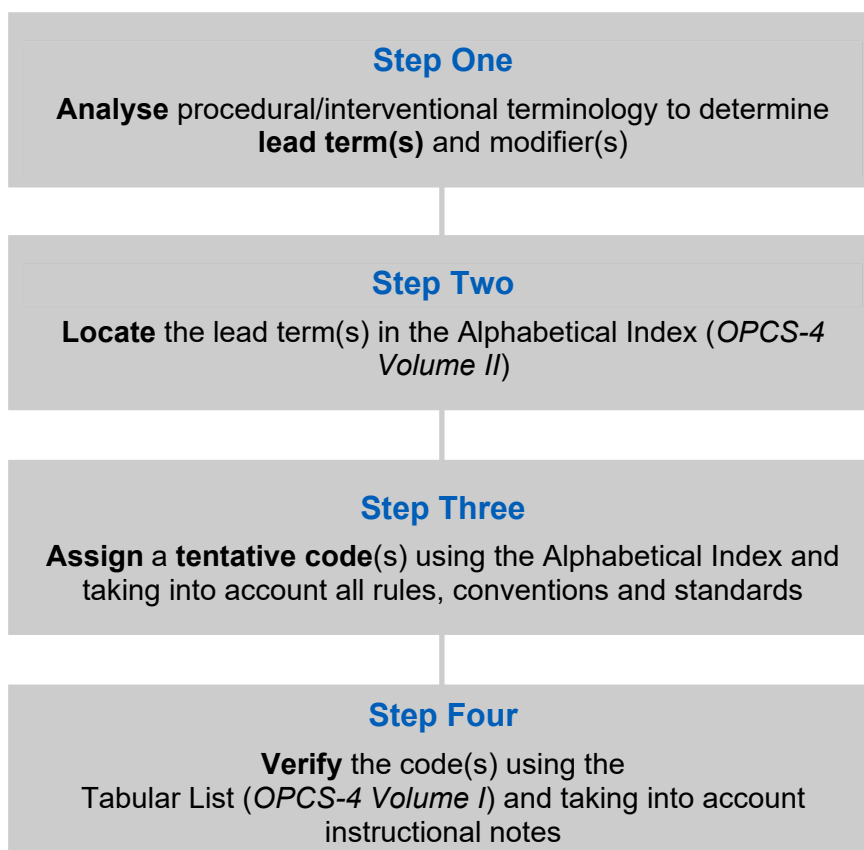 Step One
Analyse procedural/interventional terminology to determine
lead term(s) and modifier(s)
Step Two
Locate the lead term(s) in the Alphabetical Index (OPCS-4
Volume II)
Step Three
Assign a tentative code(s) using the Alphabetical Index and
taking into account all rules, conventions and standards
Step Four
Verify the code(s) using the
Tabular List (OPCS-4 Volume I) and taking into account
instructional notes